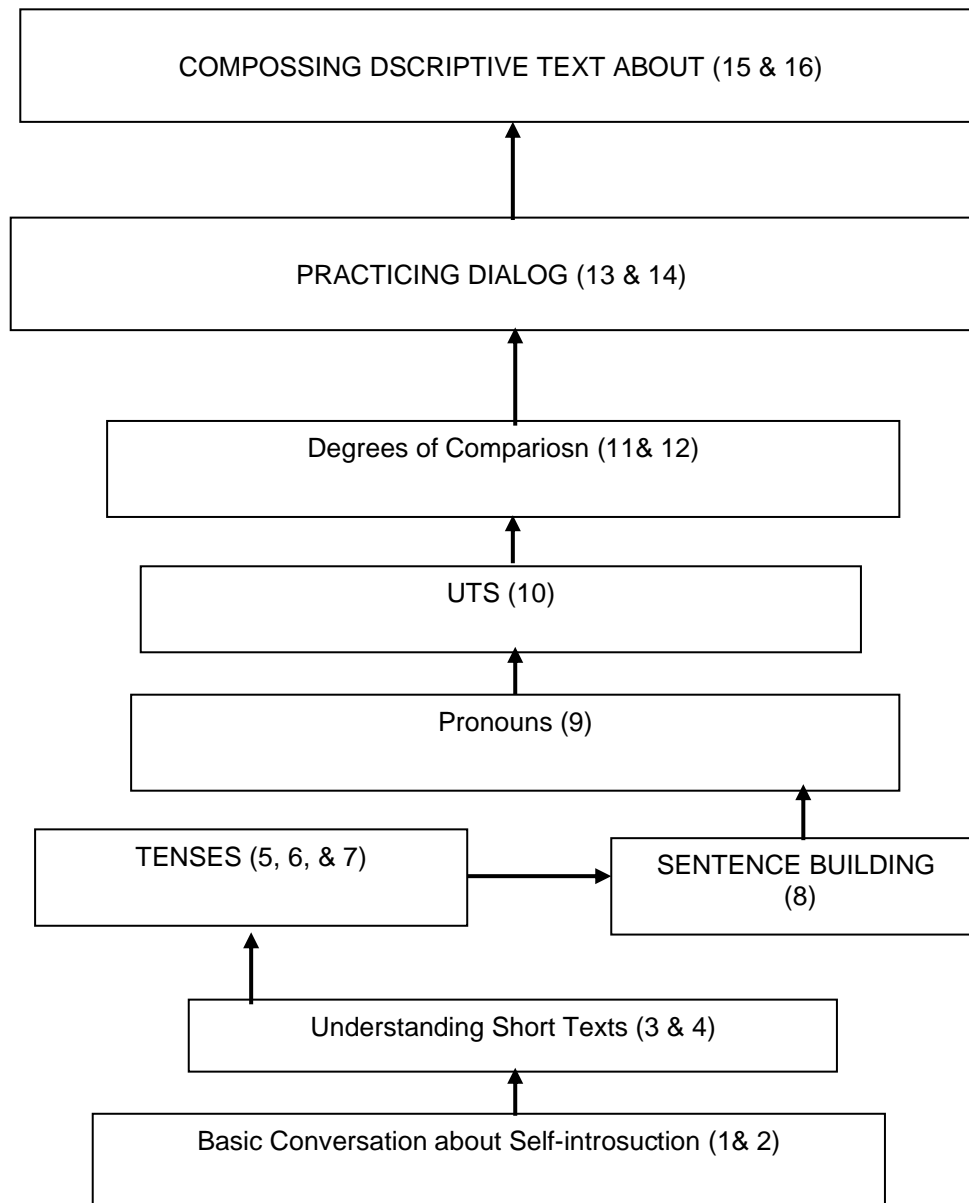 COMPOSSING DSCRIPTIVE TEXT ABOUT (15 & 16)
PRACTICING DIALOG (13 & 14)
Degrees of Compariosn (11& 12)
UTS (10)
Pronouns (9)
TENSES (5, 6, & 7)
SENTENCE BUILDING
(8)
Understanding Short Texts (3 & 4)
Basic Conversation about Self-introsuction (1& 2)